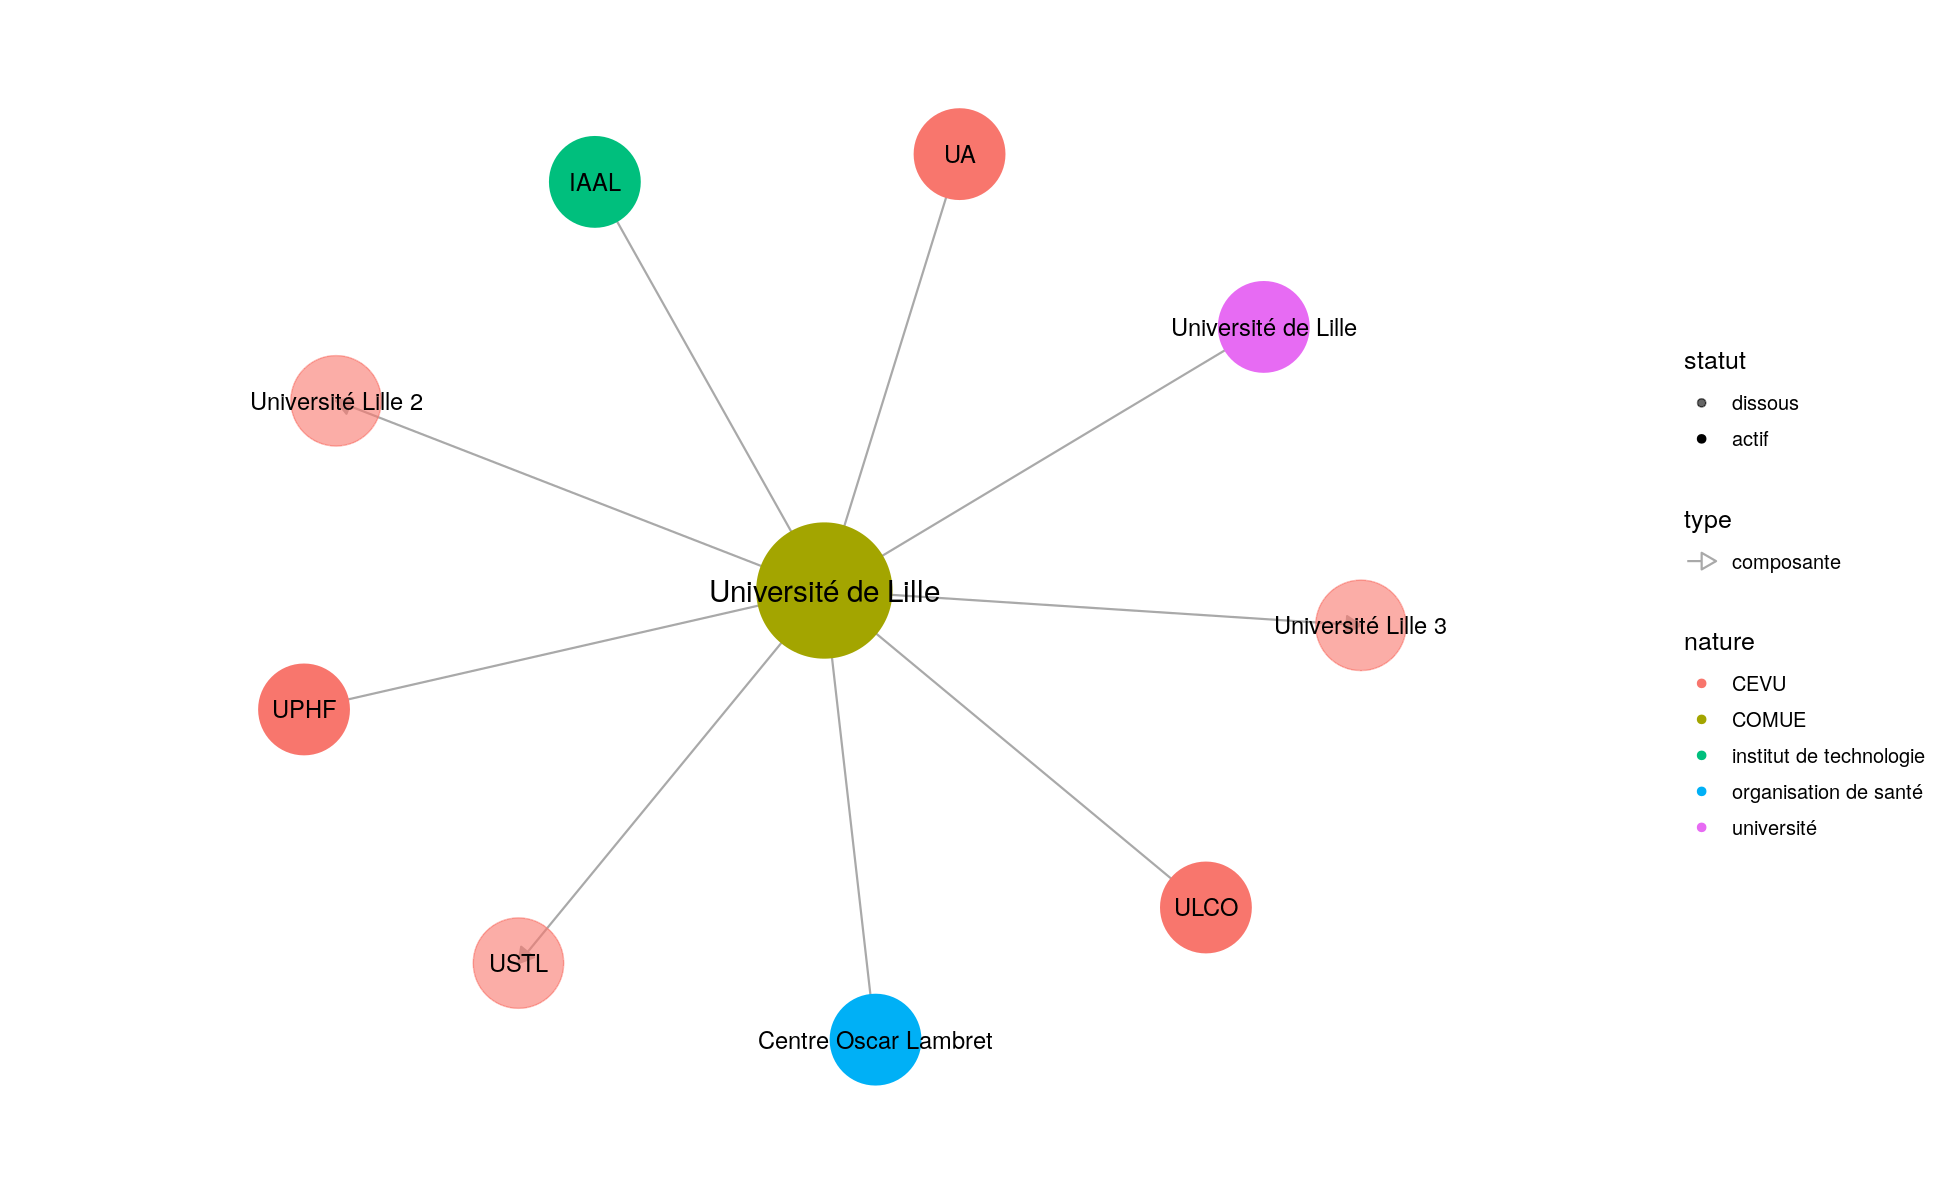 UA
IAAL
Université de Lille
Université Lille 2
Université de Lille
Université Lille 3
UPHF
ULCO
USTL
Centre Oscar Lambret
statut
dissous
actif
type
composante
nature
CEVU
COMUE
institut de technologie
organisation de santé
université